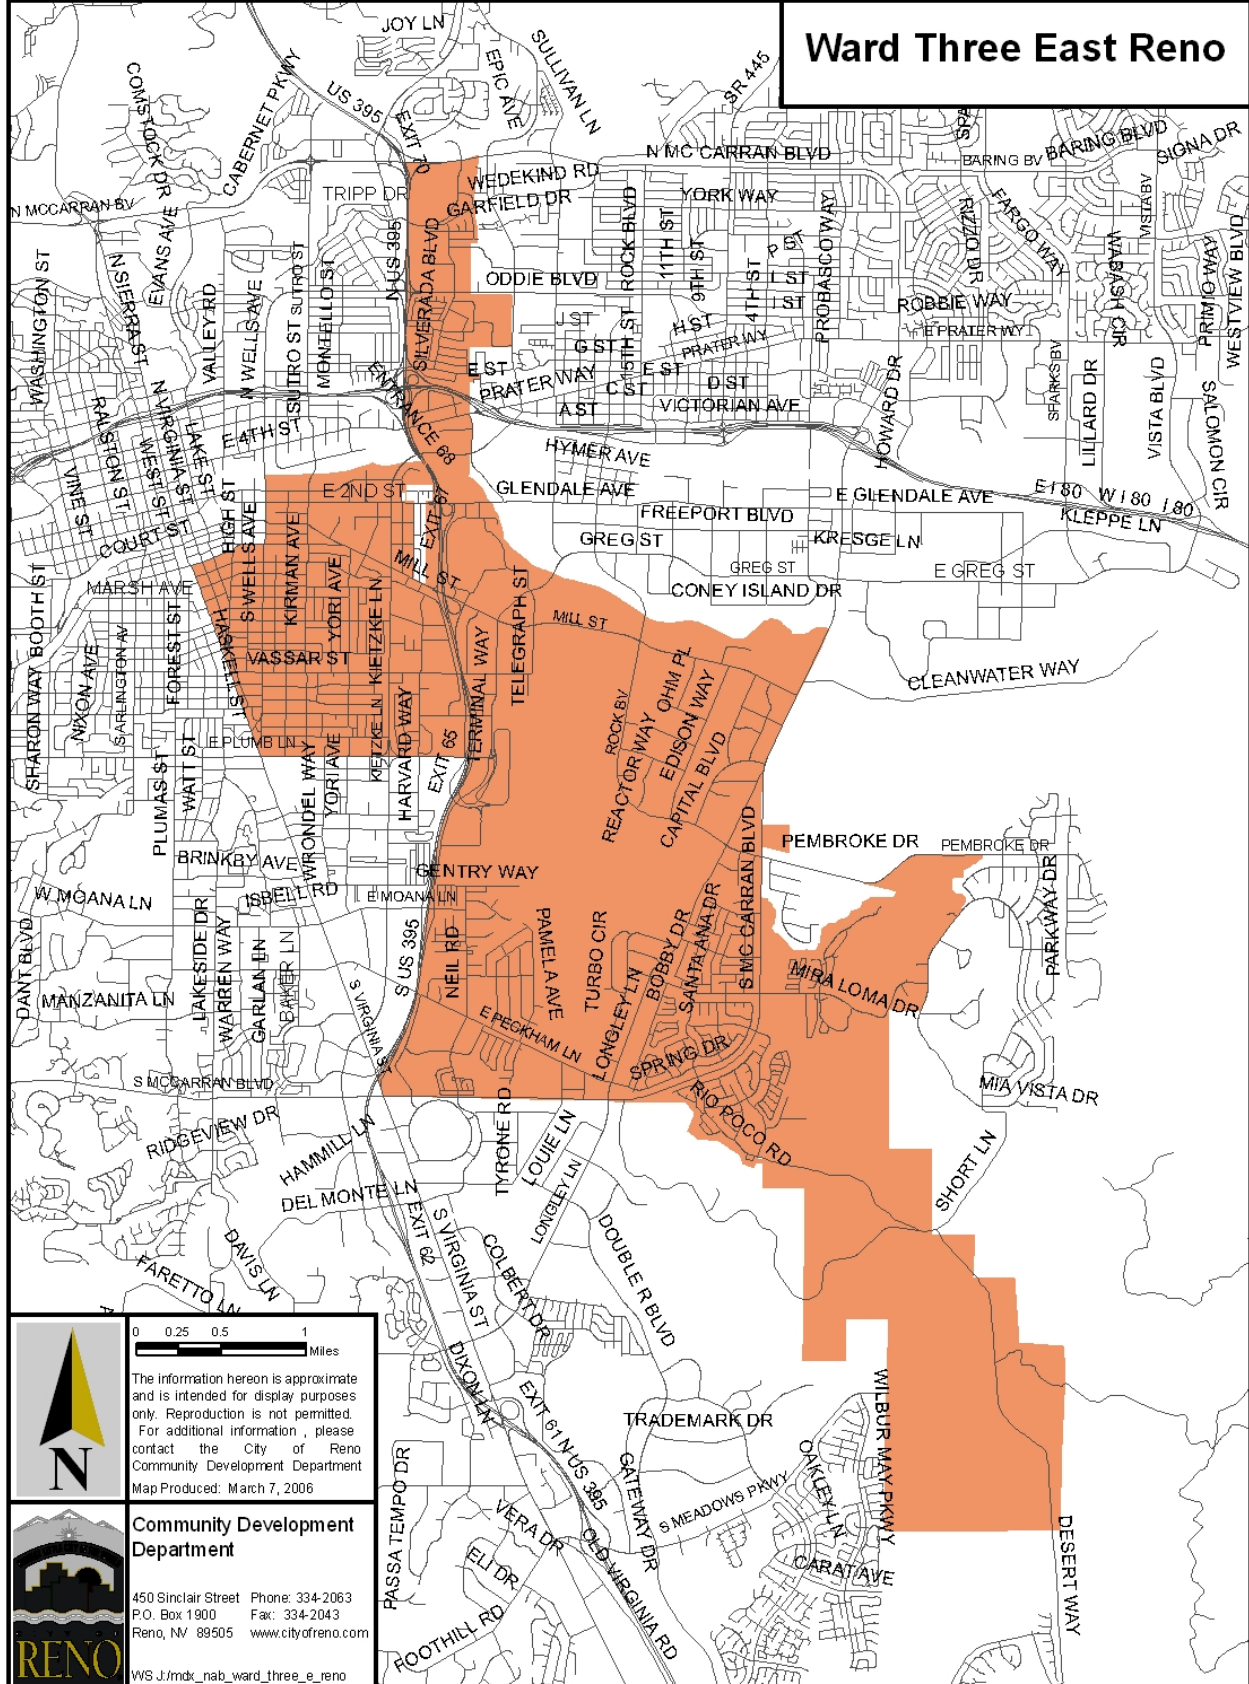 Ward Three East Reno
JOY LN
SULLIVAN LN
EPIC AVE
SR 445
COMSTOCK DR
CABERNET PKWY
US 395
EXIT 70
N MC CARRAN BLVD
BARING BV
BARING BLVD
SIGNA DR
WEDEKIND RD
TRIPP DR
GARFIELD DR
YORK WAY
N MCCARRAN BV
EVANS AVE
N US 395
SILVERADA BLVD
ROCK BLVD
11TH ST
9TH ST
P ST
PROBASCO WAY
RIZZO DR
FARGO WAY
VISTA BV
WABASH CIR
PRIMIO WAY
WESTVIEW BLVD
WASHINGTON ST
N SIERRA ST
VALLEY RD
N WELLS AVE
SUTRO ST
SUTRO ST
MONTELLO ST
ODDIE BLVD
L ST
4TH ST
I ST
ROBBIE WAY
J ST
H ST
E PRATER WY
G ST
15TH ST
PRATER WY
E ST
E ST
PRATER WAY
C ST
D ST
A ST
VICTORIAN AVE
HOWARD DR
SPARKS BV
LILLARD DR
VISTA BLVD
SALOMON CIR
ENTRANCE 68
RALSTON ST
N VIRGINIA ST
WEST ST
LAKE ST
E 4TH ST
HYMER AVE
VINE ST
COURT ST
HIGH ST
E 2ND ST
EXIT 67
GLENDALE AVE
E GLENDALE AVE
E I 80
W I 80
I 80
KLEPPE LN
FREEPORT BLVD
GREG ST
KRESGE LN
GREG ST
E GREG ST
CONEY ISLAND DR
BOOTH ST
MARSH AVE
S WELLS AVE
KIRMAN AVE
YORI AVE
KIETZKE LN
MILL ST
MILL ST
TELEGRAPH ST
FOREST ST
HASKELL ST
VASSAR ST
SHARON WAY
NIXON AVE
S ARLINGTON AV
TERMINAL WAY
CLEANWATER WAY
OHM PL
ROCK BV
REACTOR WAY
EDISON WAY
CAPITAL BLVD
E PLUMB LN
KIETZKE LN
HARVARD WAY
EXIT 65
PLUMAS ST
WATT ST
WRONDEL WAY
YORI AVE
S MC CARRAN BLVD
PEMBROKE DR
PEMBROKE DR
BRINKBY AVE
GENTRY WAY
W MOANA LN
ISBELL RD
E MOANA LN
DANT BLVD
LAKESIDE DR
WARREN WAY
GARLAN LN
BAKER LN
S US 395
NEIL RD
PAMELA AVE
TURBO CIR
BOBBY DR
SANTA ANA DR
LONGLEY LN
MIRA LOMA DR
PARKWAY DR
MANZANITA LN
S VIRGINIA ST
E PECKHAM LN
SPRING DR
RIO POCO RD
MIA VISTA DR
S MCCARRAN BLVD
RIDGEVIEW DR
HAMMILL LN
TYRONE RD
LOUIE LN
LONGLEY LN
SHORT LN
DEL MONTE LN
EXIT 62
S VIRGINIA ST
COLBERT DR
DOUBLE R BLVD
DAVIS LN
FARETTO LN
DIXON LN
EXIT 61
N US 395
TRADEMARK DR
GATEWAY DR
S MEADOWS PKWY
OAKLEY LN
WILBUR MAY PKWY
CARAT AVE
DESERT WAY
PASSA TEMPO DR
VERA DR
ELI DR
OLD VIRGINIA RD
FOOTHILL RD
0 0.25 0.5 1
Miles
The information hereon is approximate
and is intended for display purposes
only. Reproduction is not permitted.
For additional information , please
contact the City of Reno
Community Development Department
Map Produced: March 7, 2006
N
Community Development
Department
450 Sinclair Street Phone: 334-2063
P.O. Box 1900 Fax: 334-2043
Reno, NV 89505 www.cityofreno.com
WS J:/mdx_nab_ward_three_e_reno
RENO